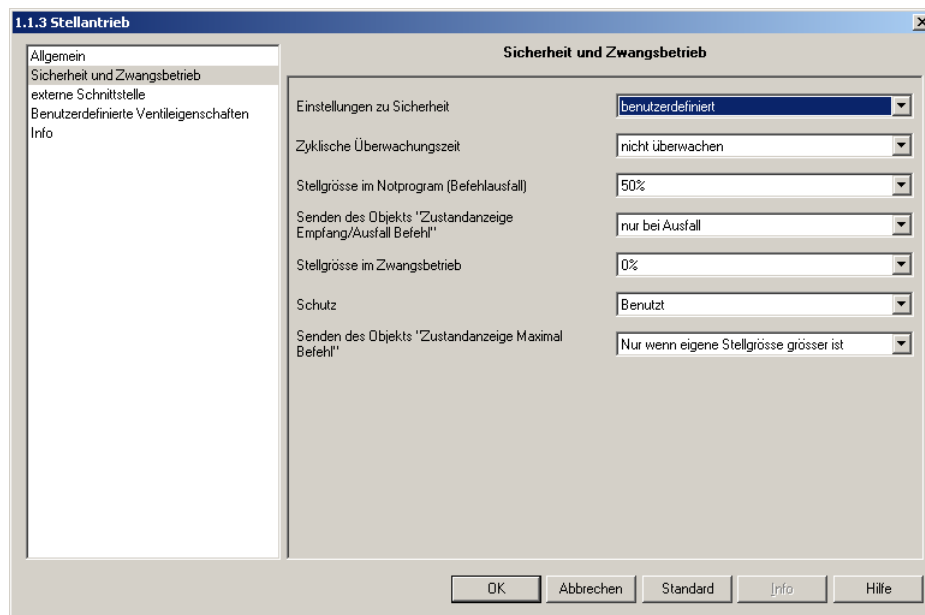 1.1.3 Stellantrieb
Allgemein
Sicherheit und Zwangsbetrieb
externe Schnittstelle
Benutzerdefinierte Ventileigenschaften
Info
Sicherheit und Zwangsbetrieb
Einstellungen zu Sicherheit
benutzerdefiniert
Zyklische Überwachungszeit
nicht überwachen
Stellgrösse im Notprogram (Befehlausfall)
50%
Senden des Objekts "Zustandanzeige
Empfang/Ausfall Befehl"
nur bei Ausfall
Stellgrösse im Zwangsbetrieb
0%
Schutz
Benutzt
Senden des Objekts "Zustandanzeige Maximal
Befehl"
Nur wenn eigene Stellgrösse grösser ist
OK
Abbrechen
Standard
Info
Hilfe